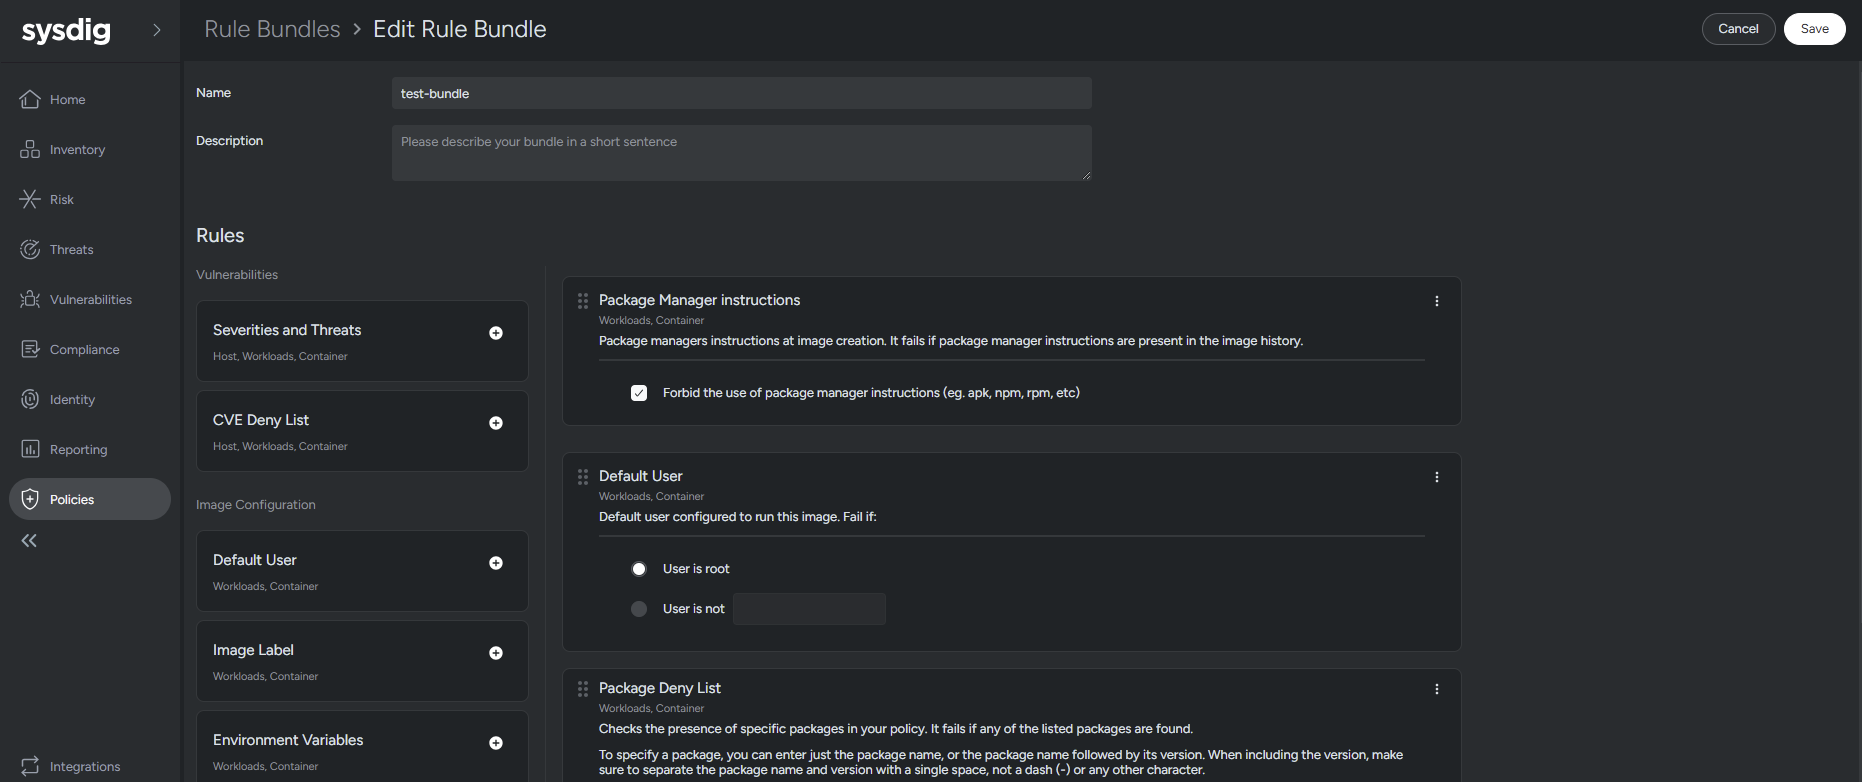 sysdig
Rule Bundles > Edit Rule Bundle
Cancel
Save
Home
Inventory
Risk
Threats
Vulnerabilities
Compliance
Identity
Reporting
Policies
Integrations
Name
test-bundle
Description
Please describe your bundle in a short sentence
Rules
Vulnerabilities
Severities and Threats
Host, Workloads, Container
CVE Deny List
Host, Workloads, Container
Image Configuration
Default User
Workloads, Container
Image Label
Workloads, Container
Environment Variables
Workloads, Container
Package Manager instructions
Workloads, Container
Package managers instructions at image creation. It fails if package manager instructions are present in the image history.
Forbid the use of package manager instructions (eg. apk, npm, rpm, etc)
Default User
Workloads, Container
Default user configured to run this image. Fail if:
User is root
User is not
Package Deny List
Workloads, Container
Checks the presence of specific packages in your policy. It fails if any of the listed packages are found.
To specify a package, you can enter just the package name, or the package name followed by its version. When including the version, make
sure to separate the package name and version with a single space, not a dash (-) or any other character.